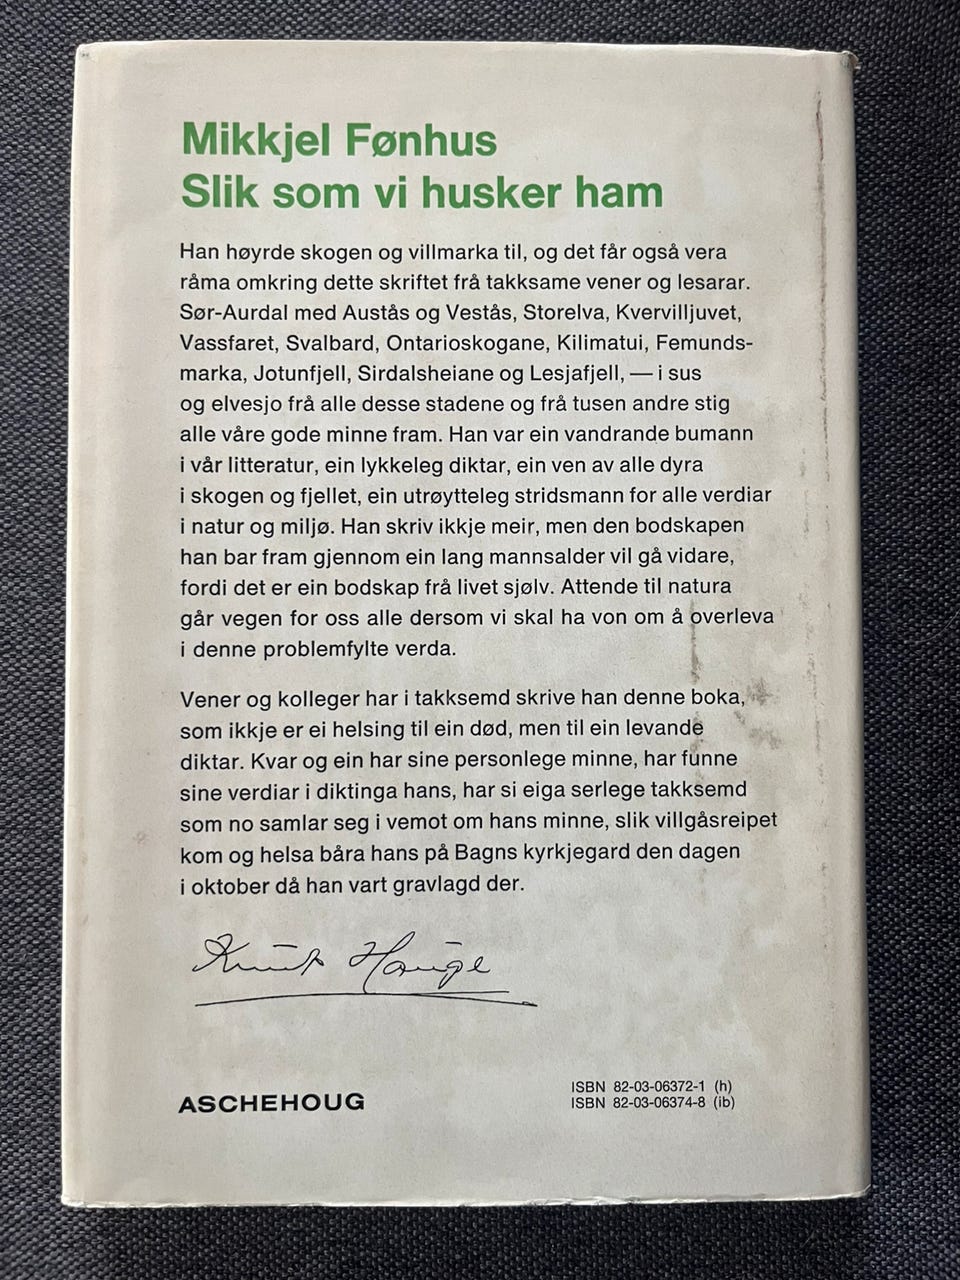 Mikkjel Fønhus
Slik som vi husker ham
Han høyrde skogen og villmarka til, og det får også vera
råma omkring dette skriftet frå takksame vener og lesarar.
Sør-Aurdal med Austås og Vestås, Storelva, Kvervilljuvet,
Vassfaret, Svalbard, Ontarioskogane, Kilimatui, Femunds-
marka, Jotunfjell, Sirdalsheiane og Lesjafjell, — i sus
og elvesjo frå alle desse stadene og frå tusen andre stig
alle våre gode minne fram. Han var ein vandrande bumann
i vår litteratur, ein lykkeleg diktar, ein ven av alle dyra
i skogen og fjellet, ein utrøytteleg stridsmann for alle verdiar
i natur og miljø. Han skriv ikkje meir, men den bodskapen
han bar fram gjennom ein lang mannsalder vil gå vidare,
fordi det er ein bodskap frå livet sjølv. Attende til natura
går vegen for oss alle dersom vi skal ha von om å overleva
i denne problemfylte verda.
Vener og kolleger har i takksemd skrive han denne boka,
som ikkje er ei helsing til ein død, men til ein levande
diktar. Kvar og ein har sine personlege minne, har funne
sine verdiar i diktinga hans, har si eiga serlege takksemd
som no samlar seg i vemot om hans minne, slik villgåsreipet
kom og helsa båra hans på Bagns kyrkjegard den dagen
i oktober då han vart gravlagd der.
Knut Hauge
ASCHEHOUG
ISBN 82-03-06372-1 (h)
ISBN 82-03-06374-8 (ib)